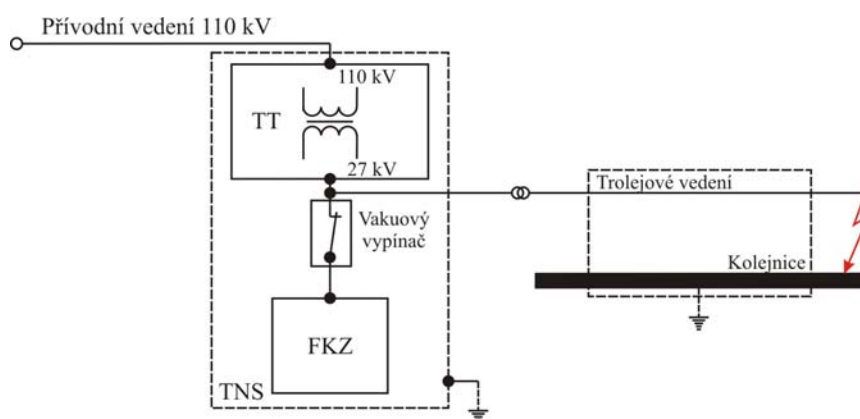 Přívodní vedení 110 kV
110 kV
TT
27 kV
Trolejové vedení
Vakuový
vypínač
Kolejnice
FKZ
TNS